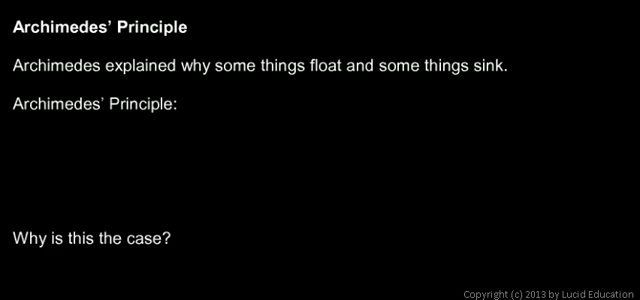 Archimedes’ Principle
Archimedes explained why some things float and some things sink.
Archimedes’ Principle:
Why is this the case?
Copyright (c) 2013 by Lucid Education